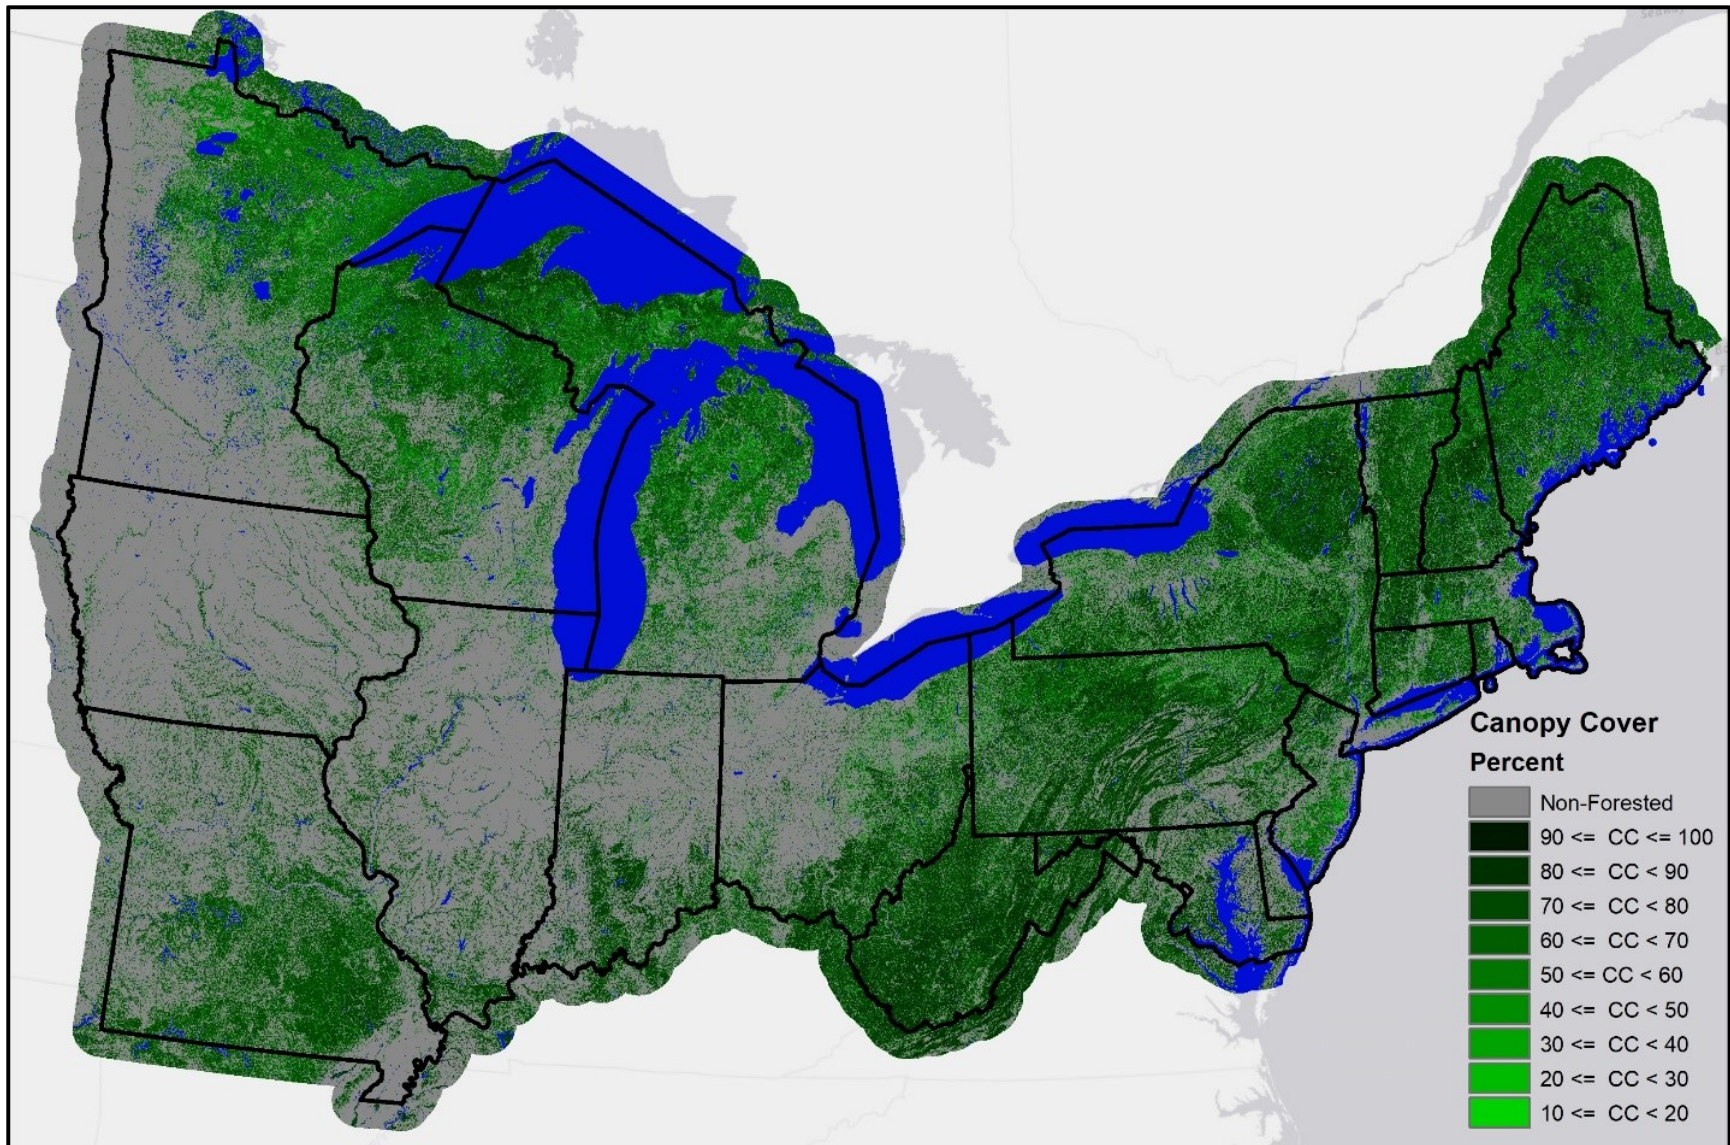 Canopy Cover
Percent
Non-Forested
90 <= CC <= 100
80 <= CC < 90
70 <= CC < 80
60 <= CC < 70
50 <= CC < 60
40 <= CC < 50
30 <= CC < 40
20 <= CC < 30
10 <= CC < 20